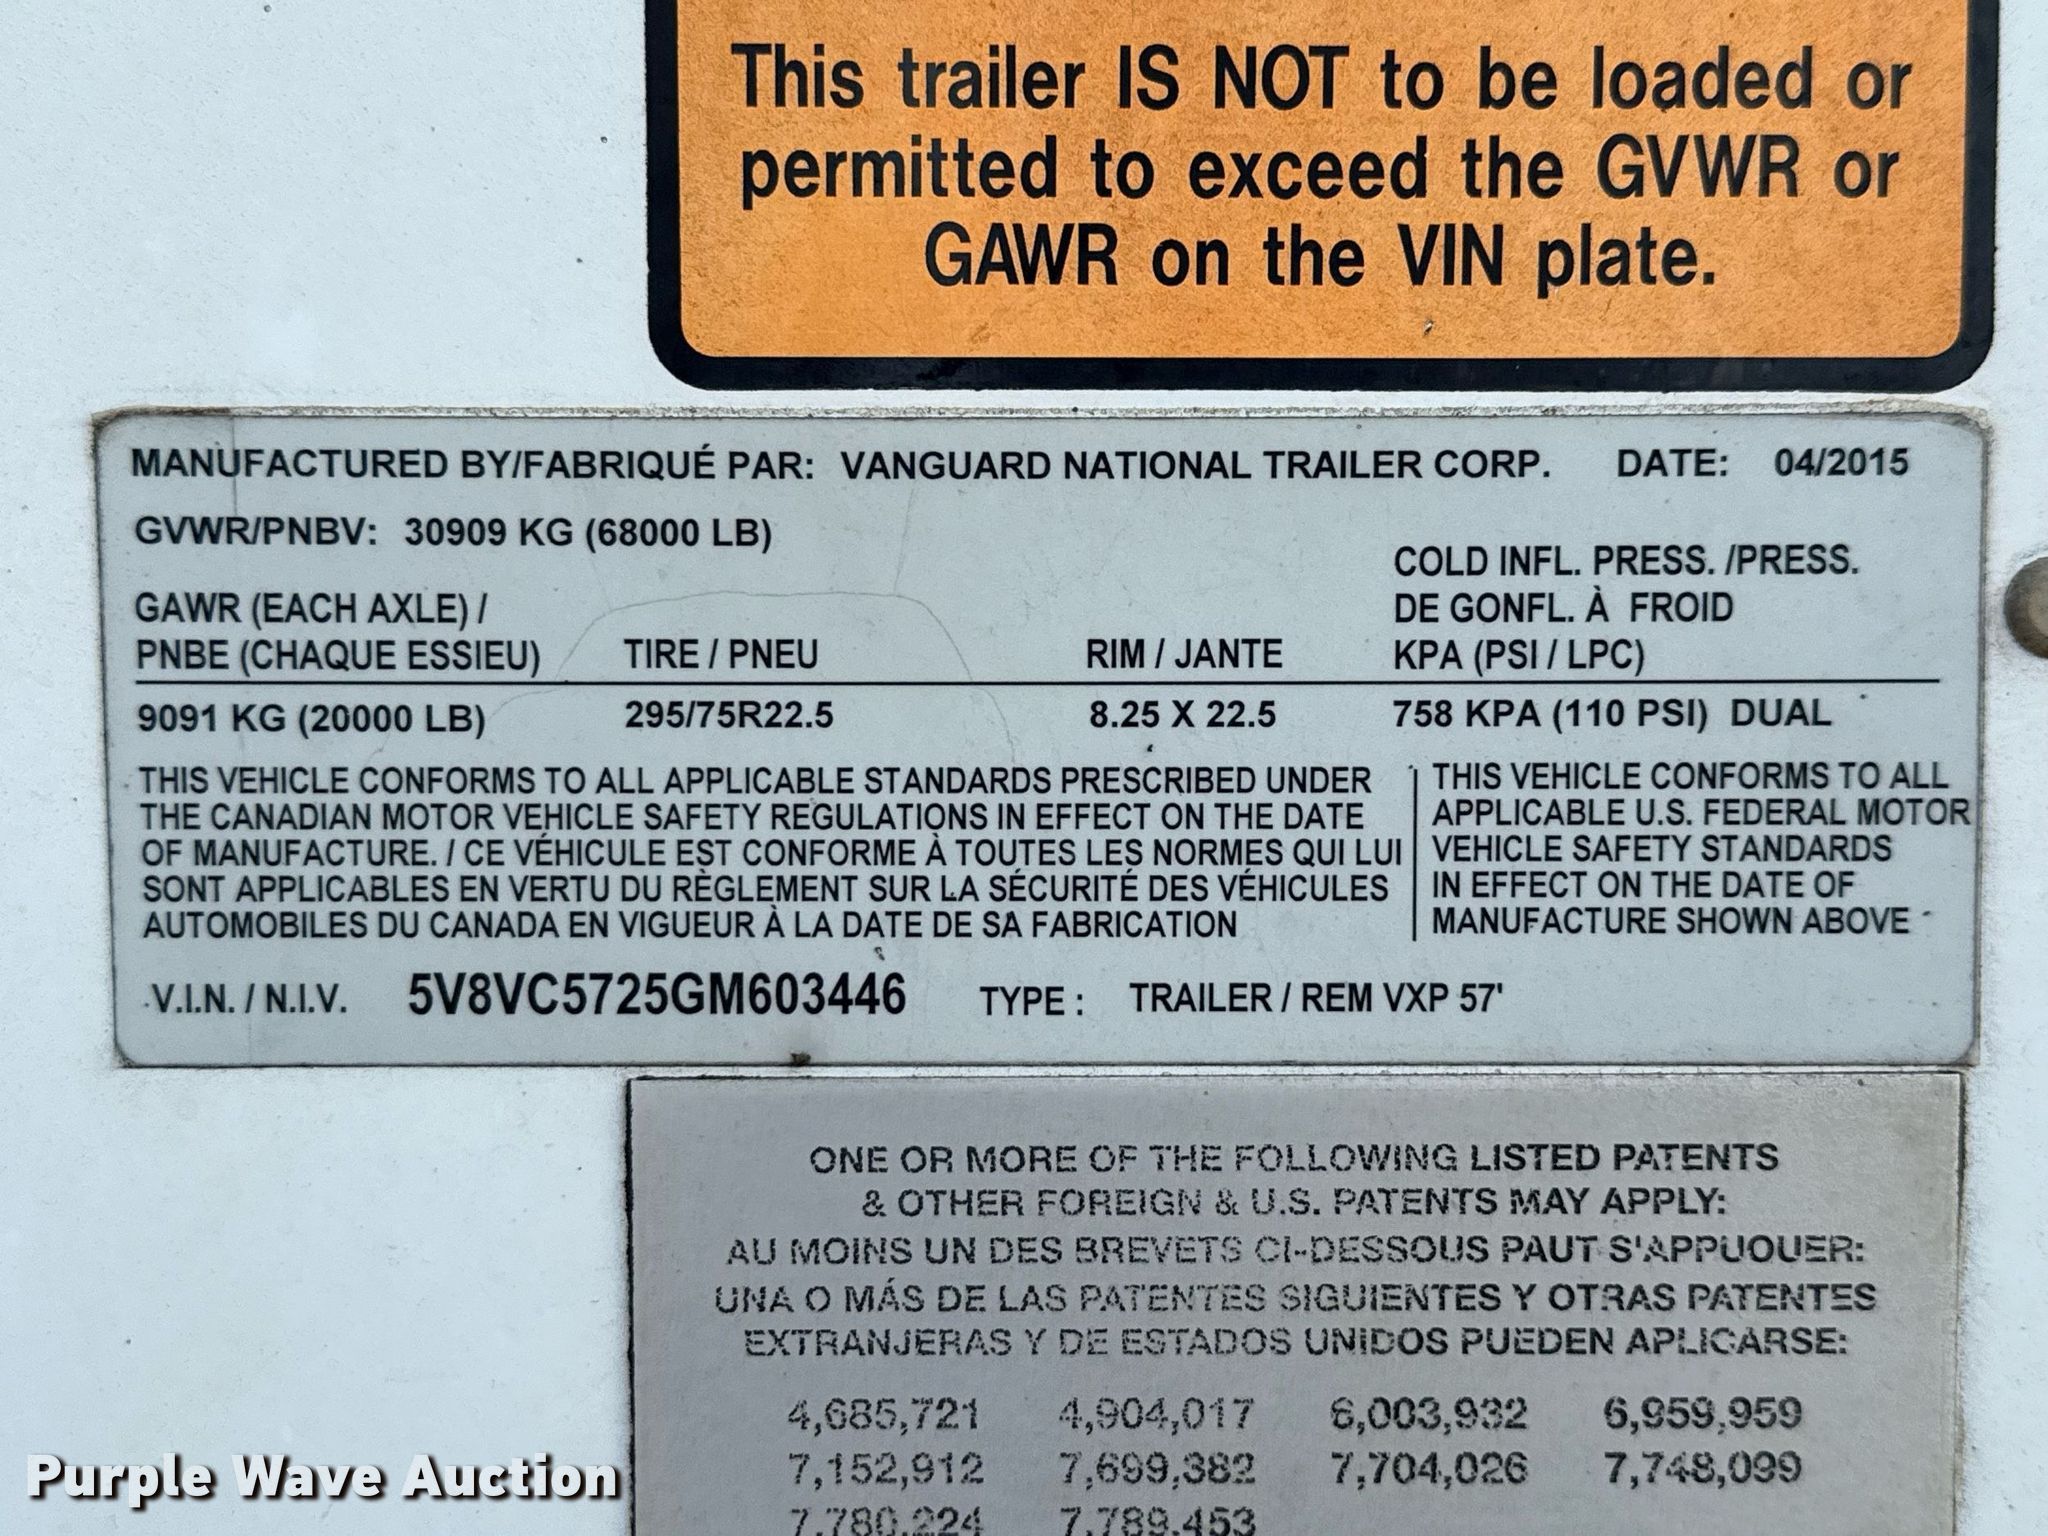 This trailer IS NOT to be loaded or
permitted to exceed the GVWR or
GAWR on the VIN plate.
MANUFACTURED BY/FABRIQUÉ PAR: VANGUARD NATIONAL TRAILER CORP. DATE: 04/2015
GVWR/PNBV: 30909 KG (68000 LB)
COLD INFL. PRESS. /PRESS.
GAWR (EACH AXLE) / DE GONFL. À FROID
PNBE (CHAQUE ESSIEU) TIRE / PNEU RIM / JANTE KPA (PSI / LPC)
9091 KG (20000 LB) 295/75R22.5 8.25 X 22.5 758 KPA (110 PSI) DUAL
THIS VEHICLE CONFORMS TO ALL APPLICABLE STANDARDS PRESCRIBED UNDER
THE CANADIAN MOTOR VEHICLE SAFETY REGULATIONS IN EFFECT ON THE DATE
OF MANUFACTURE. / CE VÉHICULE EST CONFORME À TOUTES LES NORMES QUI LUI
SONT APPLICABLES EN VERTU DU RÈGLEMENT SUR LA SÉCURITÉ DES VÉHICULES
AUTOMOBILES DU CANADA EN VIGUEUR À LA DATE DE SA FABRICATION
THIS VEHICLE CONFORMS TO ALL
APPLICABLE U.S. FEDERAL MOTOR
VEHICLE SAFETY STANDARDS
IN EFFECT ON THE DATE OF
MANUFACTURE SHOWN ABOVE
V.I.N. / N.I.V. 5V8VC5725GM603446 TYPE : TRAILER / REM VXP 57'
ONE OR MORE OF THE FOLLOWING LISTED PATENTS
& OTHER FOREIGN & U.S. PATENTS MAY APPLY:
AU MOINS UN DES BREVETS CI-DESSOUS PAUT S'APPUOUER:
UNA O MÁS DE LAS PATENTES SIGUIENTES Y OTRAS PATENTES
EXTRANJERAS Y DE ESTADOS UNIDOS PUEDEN APLICARSE:
4,685,721 4,904,017 6,003,932 6,959,959
7,152,912 7,699,382 7,704,026 7,748,099
7,780,224 7,789,453
Purple Wave Auction